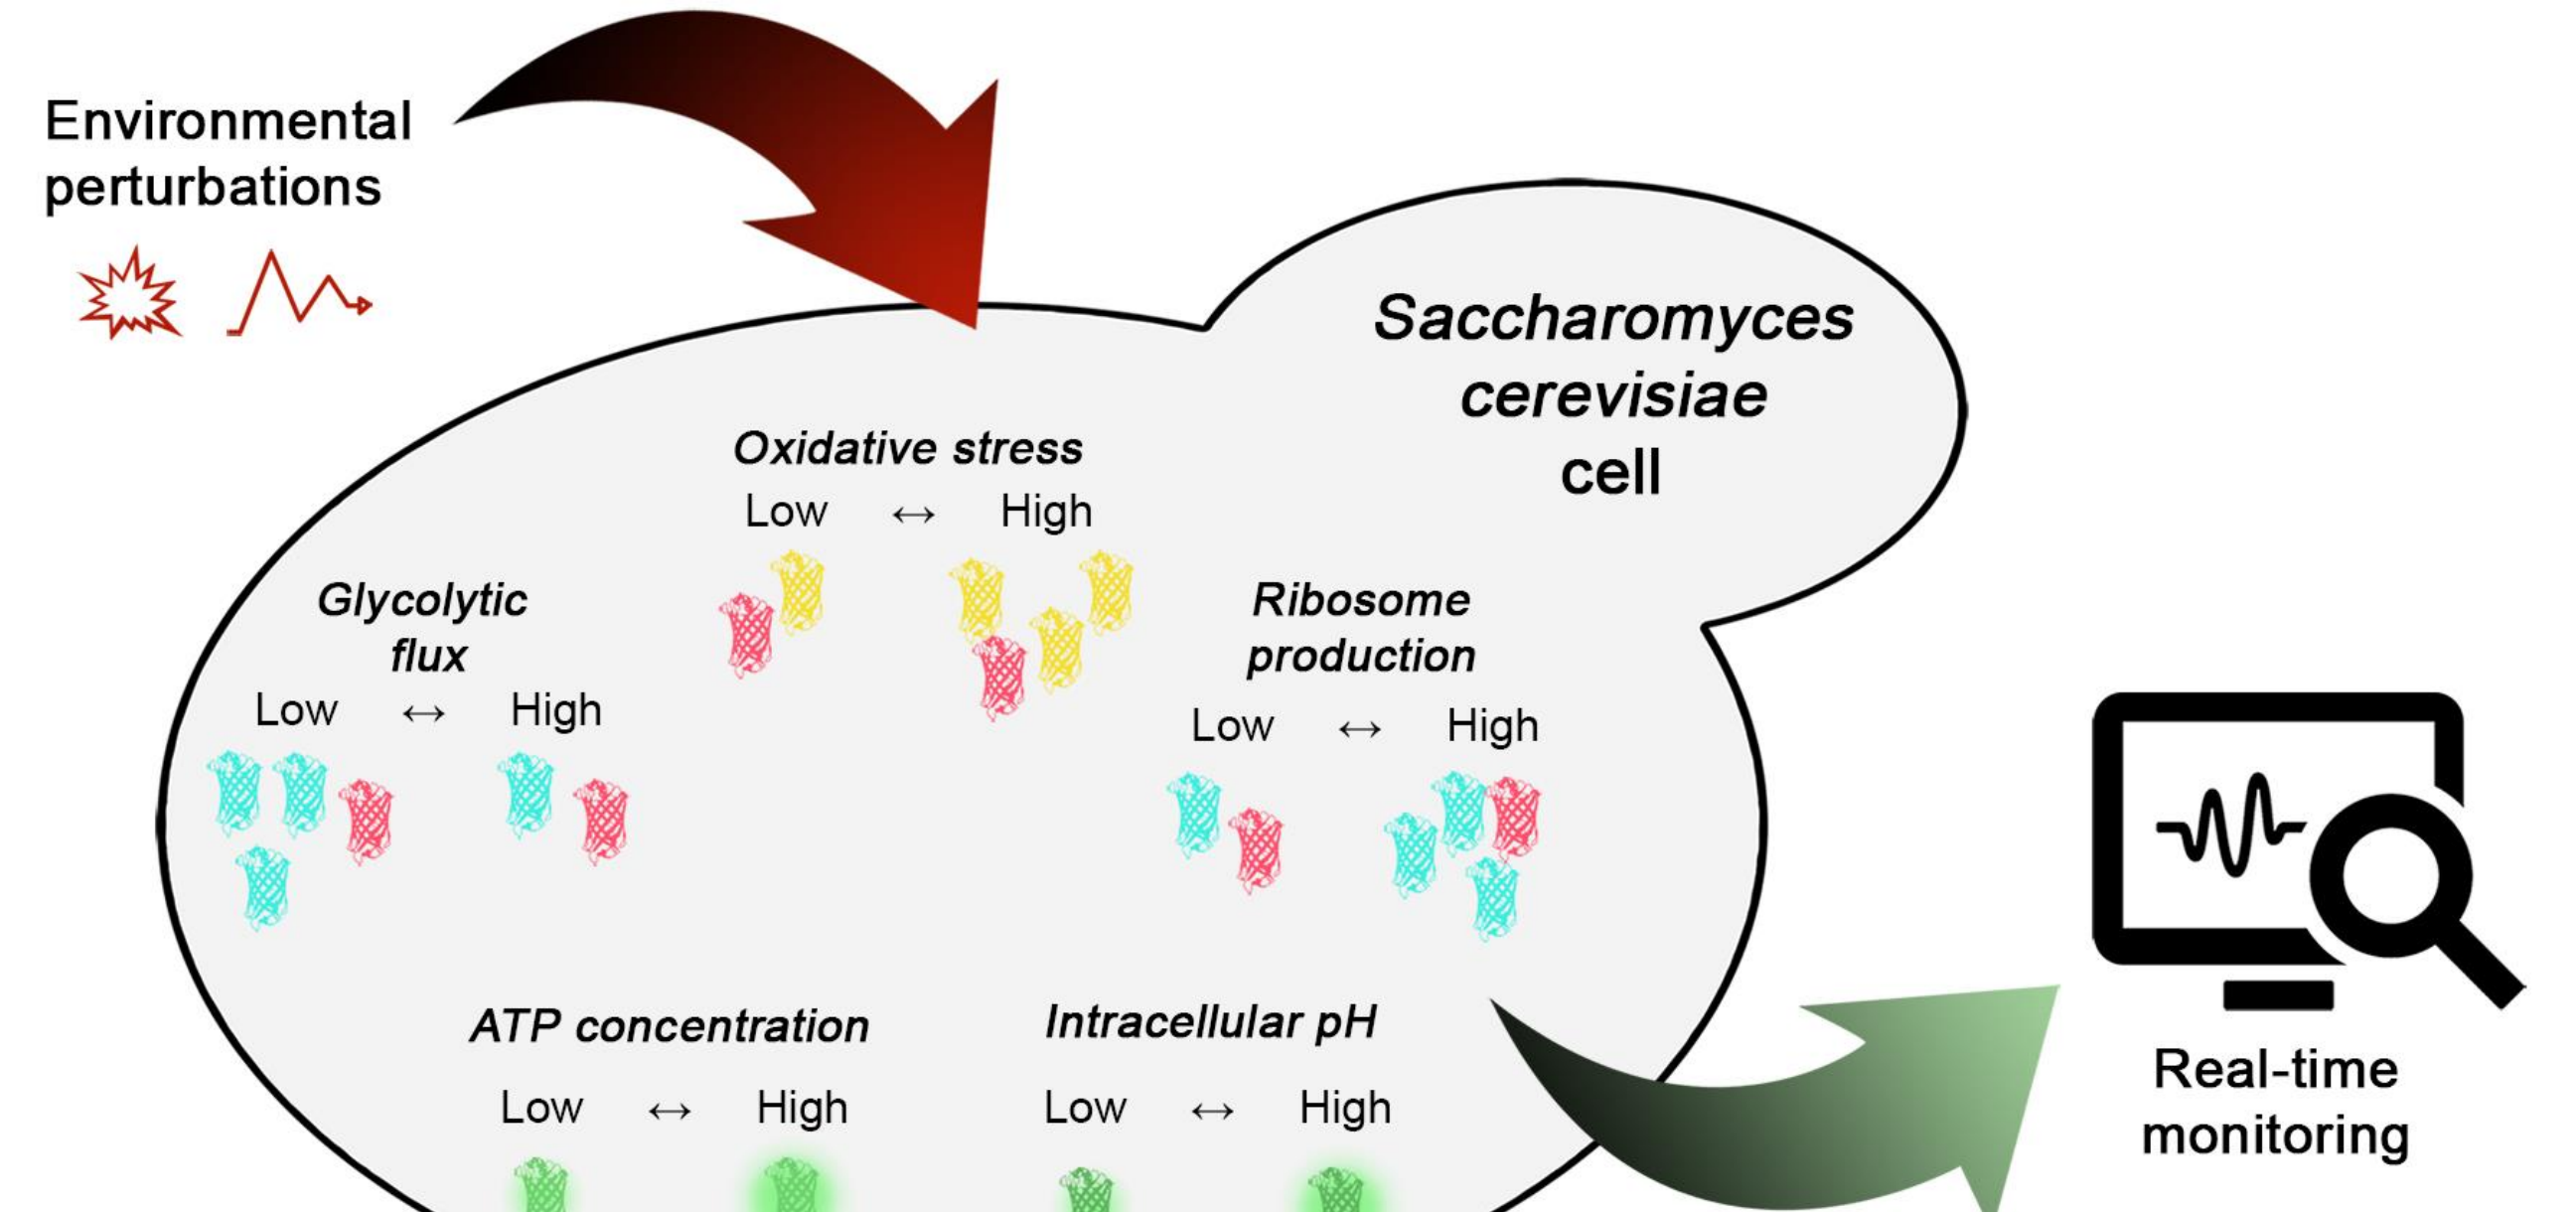 Environmental
perturbations
Saccharomyces
cerevisiae
cell
Oxidative stress
Low ↔ High
Glycolytic
flux
Low ↔ High
Ribosome
production
Low ↔ High
ATP concentration
Low ↔ High
Intracellular pH
Low ↔ High
Real-time
monitoring